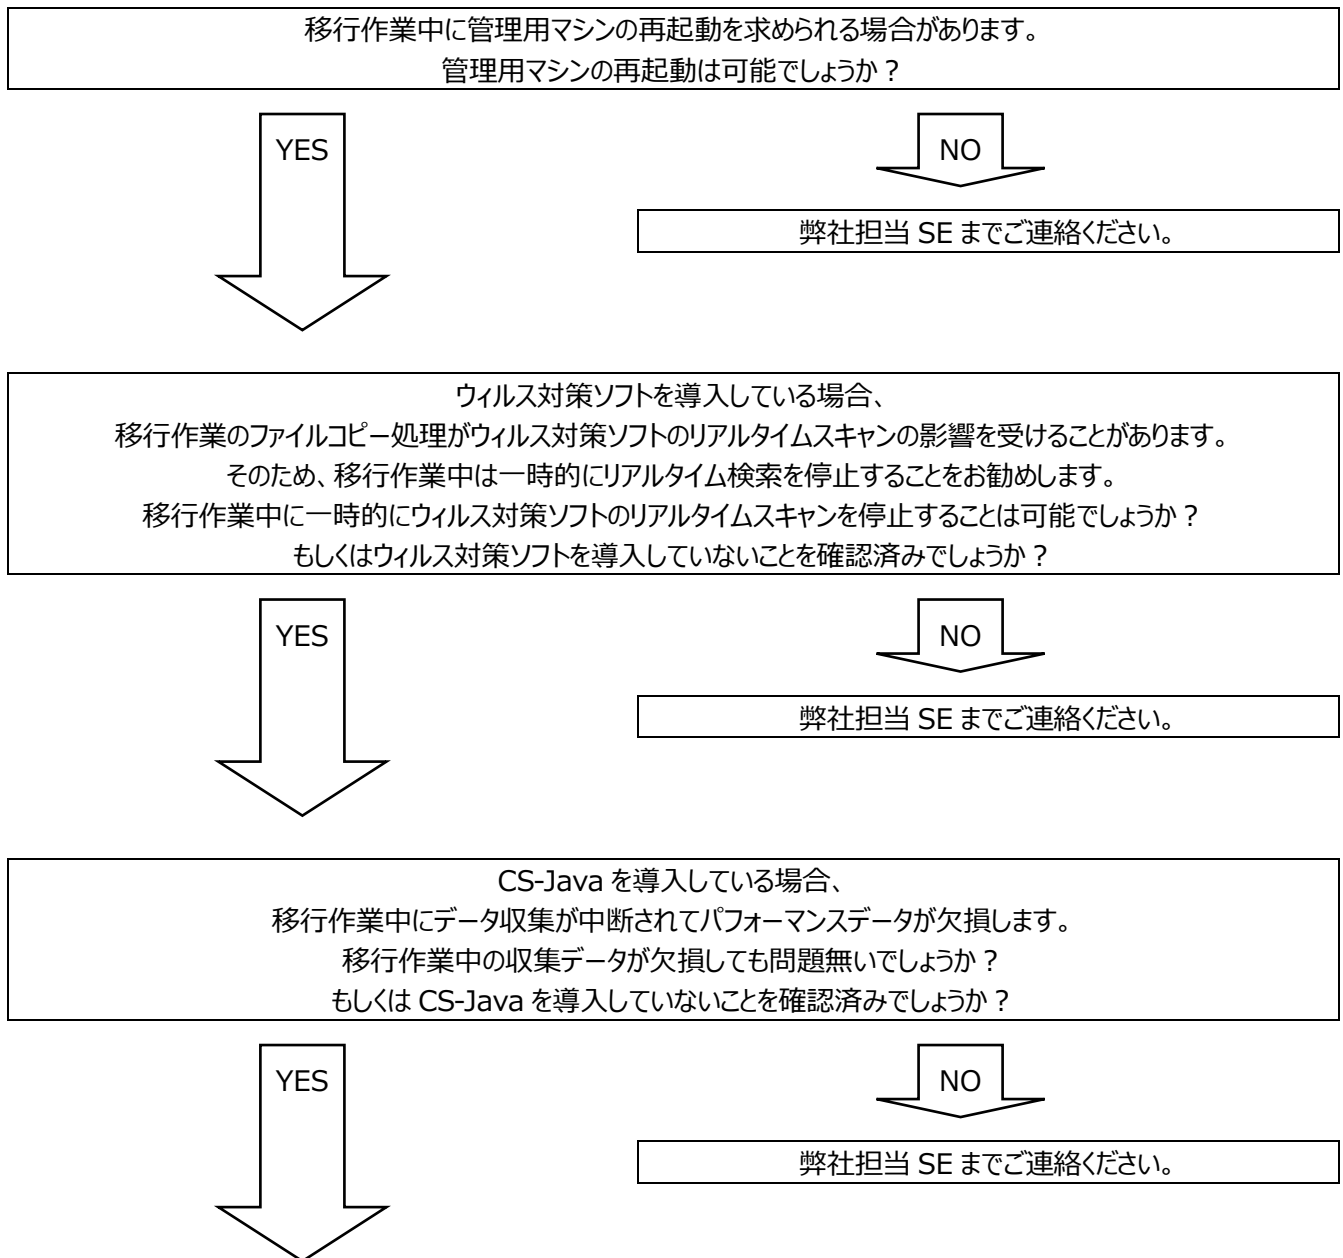 移行作業中に管理用マシンの再起動を求められる場合があります。
管理用マシンの再起動は可能でしょうか？
YES
NO
弊社担当 SE までご連絡ください。
ウィルス対策ソフトを導入している場合、
移行作業のファイルコピー処理がウィルス対策ソフトのリアルタイムスキャンの影響を受けることがあります。
そのため、移行作業中は一時的にリアルタイム検索を停止することをお勧めします。
移行作業中に一時的にウィルス対策ソフトのリアルタイムスキャンを停止することは可能でしょうか？
もしくはウィルス対策ソフトを導入していないことを確認済みでしょうか？
YES
NO
弊社担当 SE までご連絡ください。
CS-Java を導入している場合、
移行作業中にデータ収集が中断されてパフォーマンスデータが欠損します。
移行作業中の収集データが欠損しても問題無いでしょうか？
もしくは CS-Java を導入していないことを確認済みでしょうか？
YES
NO
弊社担当 SE までご連絡ください。